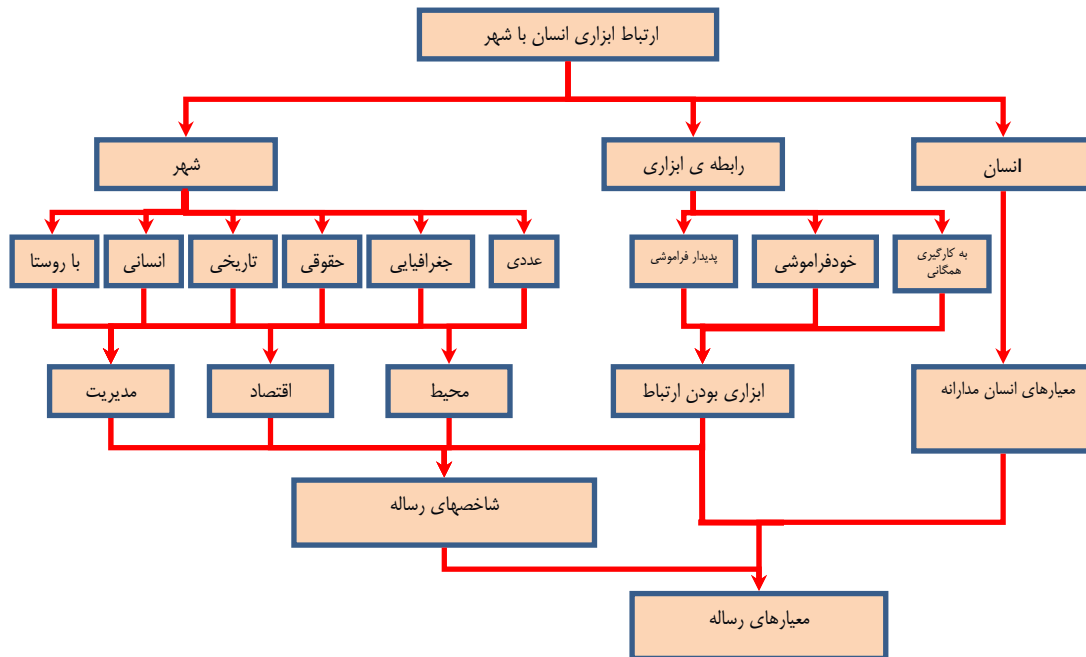 ارتباط ابزاری انسان با شهر
انسان
رابطه ی ابزاری
شهر
به کارگیری
همگانی
خودفراموشی
پدیدار فراموشی
عددی
جغرافیایی
حقوقی
تاریخی
انسانی
با روستا
معیارهای انسان مدارانه
ابزاری بودن ارتباط
محیط
اقتصاد
مدیریت
شاخصهای رساله
معیارهای رساله